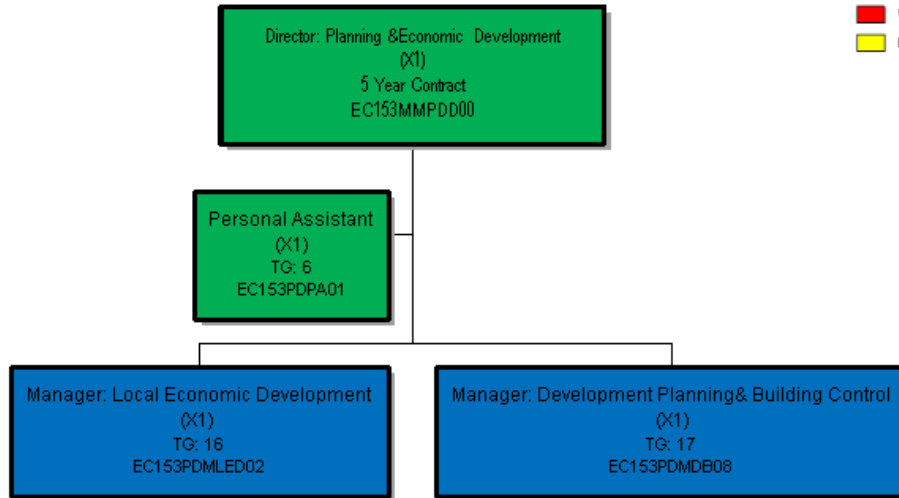 Director: Planning &Economic Development
(X1)
5 Year Contract
EC153MMPDD00
Personal Assistant
(X1)
TG: 6
EC153PDPA01
Manager: Local Economic Development
(X1)
TG: 16
EC153PDMLED02
Manager: Development Planning& Building Control
(X1)
TG: 17
EC153PDMDB08